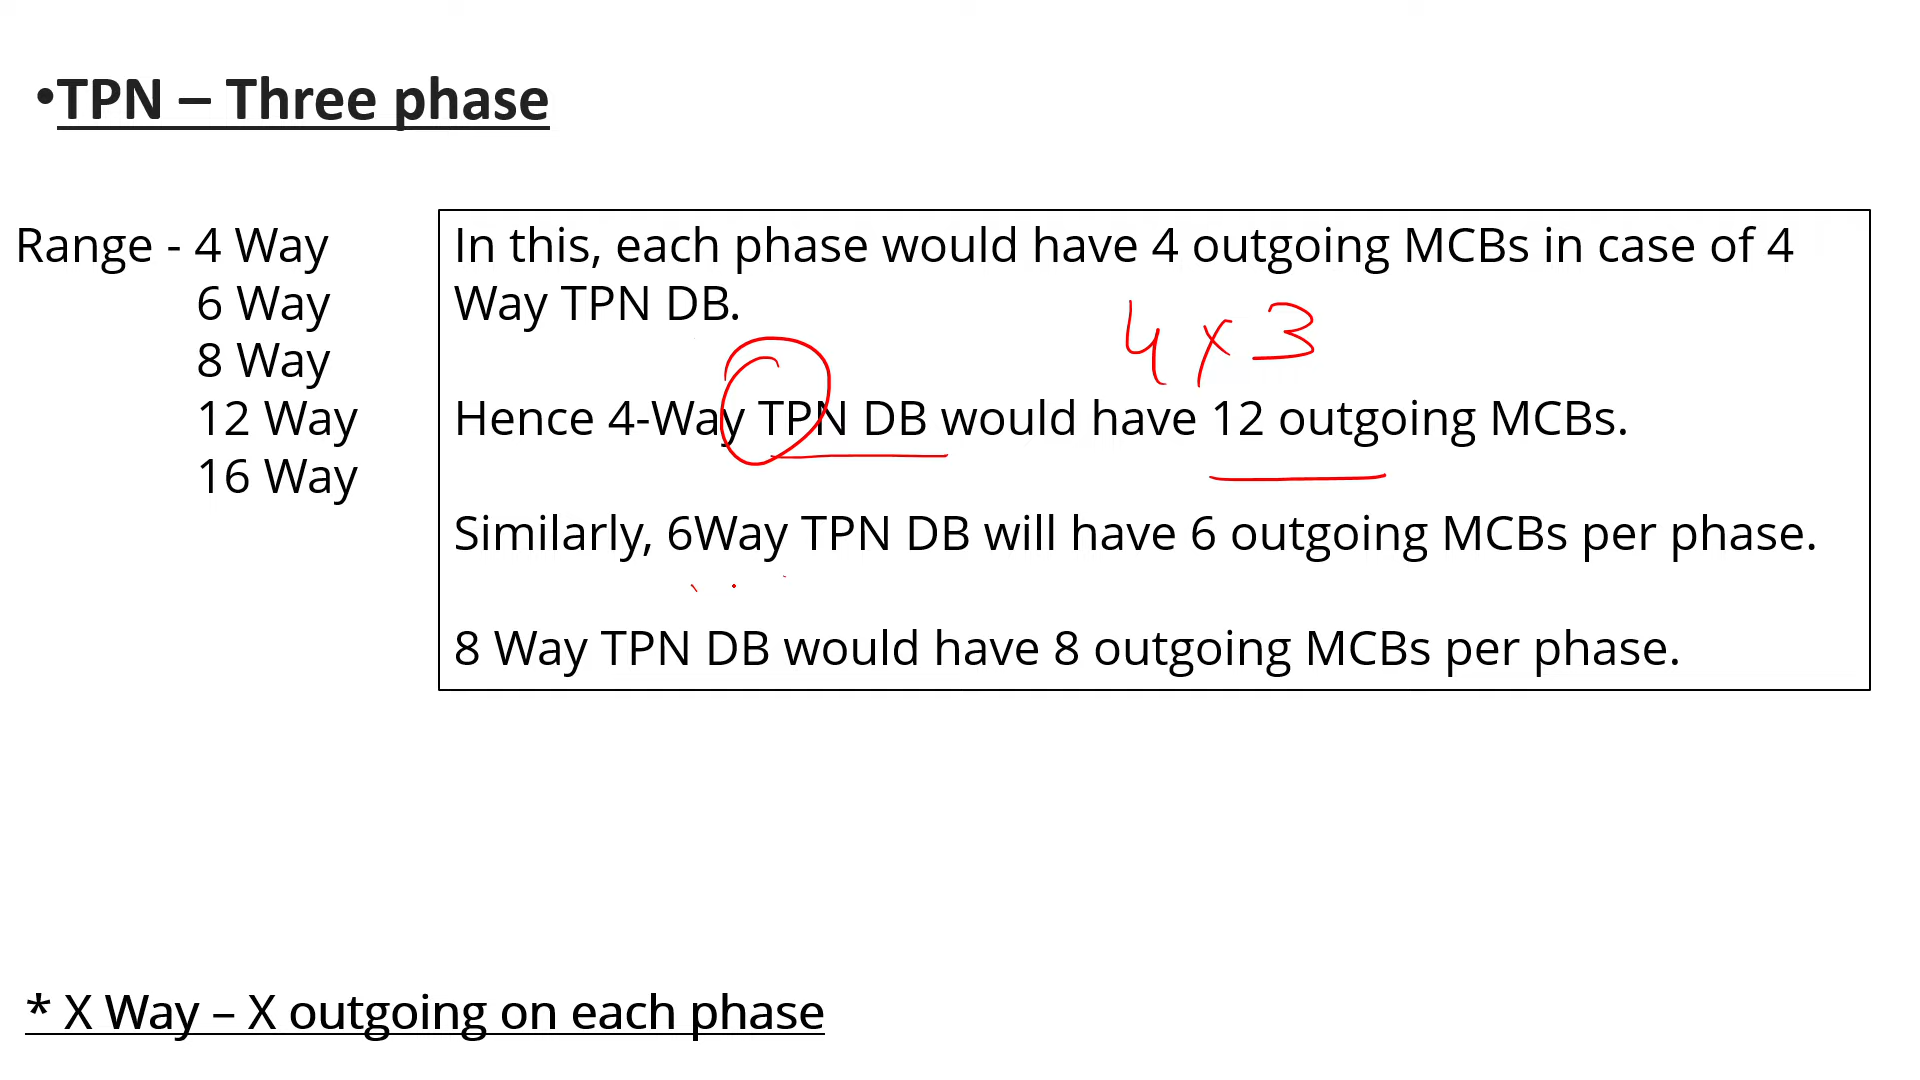 •TPN – Three phase
Range - 4 Way
6 Way
8 Way
12 Way
16 Way
In this, each phase would have 4 outgoing MCBs in case of 4
Way TPN DB.
4 x 3
Hence 4-Way TPN DB would have 12 outgoing MCBs.
Similarly, 6Way TPN DB will have 6 outgoing MCBs per phase.
8 Way TPN DB would have 8 outgoing MCBs per phase.
* X Way – X outgoing on each phase